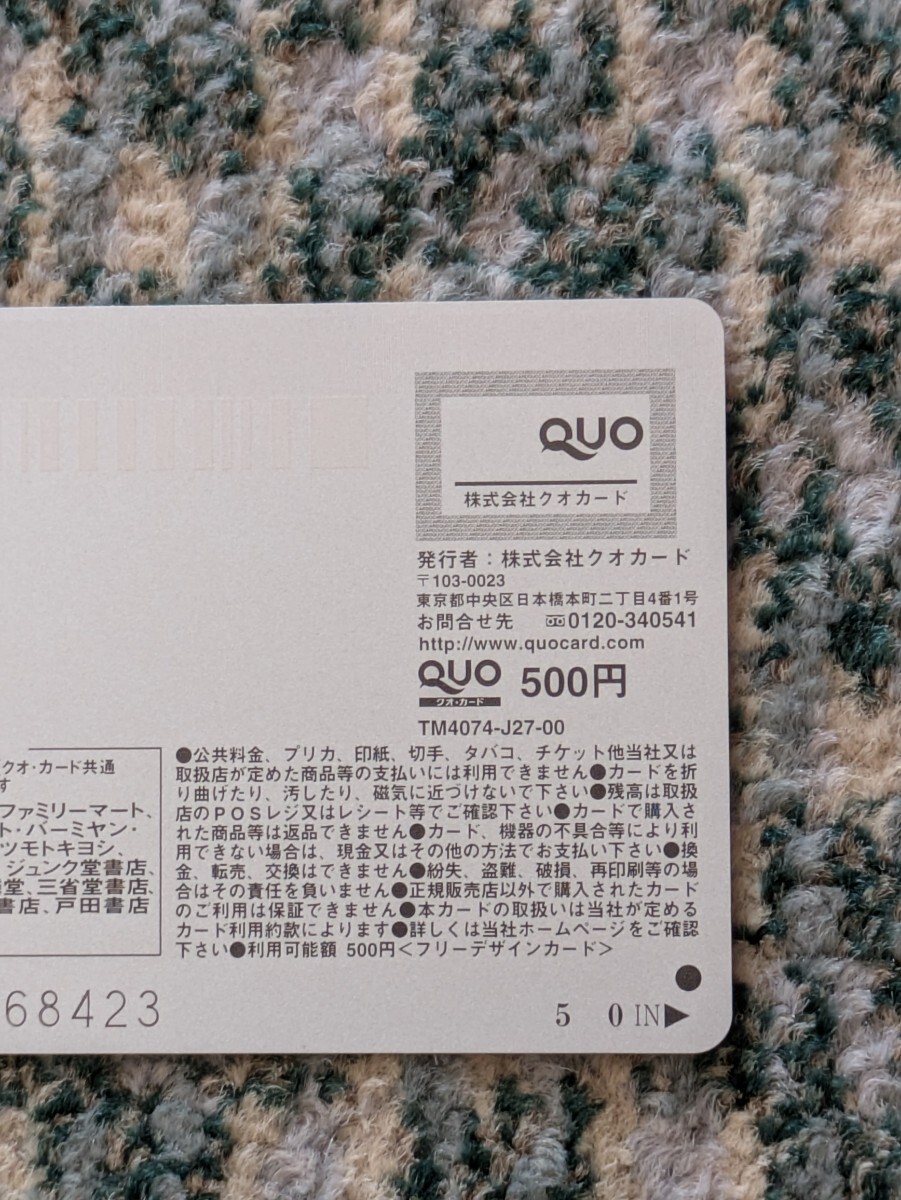 QUO
株式会社クオカード
発行者：株式会社クオカード
〒103-0023
東京都中央区日本橋本町二丁目4番1号
お問合せ先 0120-340541
http://www.quocard.com
QUO 500円
クオ・カード
TM4074-J27-00
クオ・カード共通
す
ファミリーマート、
ト・バーミヤン・
ツモトキヨシ、
ジュンク堂書店、
堂、三省堂書店、
書店、戸田書店
●公共料金、プリカ、印紙、切手、タバコ、チケット他当社又は
取扱店が定めた商品等の支払いには利用できません●カードを折
り曲げたり、汚したり、磁気に近づけないで下さい●残高は取扱
店のPOSレジ又はレシート等でご確認下さい●カードで購入さ
れた商品等は返品できません●カード、機器の不具合等により利
用できない場合は、現金又はその他の方法でお支払い下さい●換
金、転売、交換はできません●紛失、盗難、破損、再印刷等の場
合はその責任を負いません●正規販売店以外で購入されたカード
のご利用は保証できません●本カードの取扱いは当社が定める
カード利用約款によります●詳しくは当社ホームページをご確認
下さい●利用可能額 500円＜フリーデザインカード＞
68423
5 0 IN▶